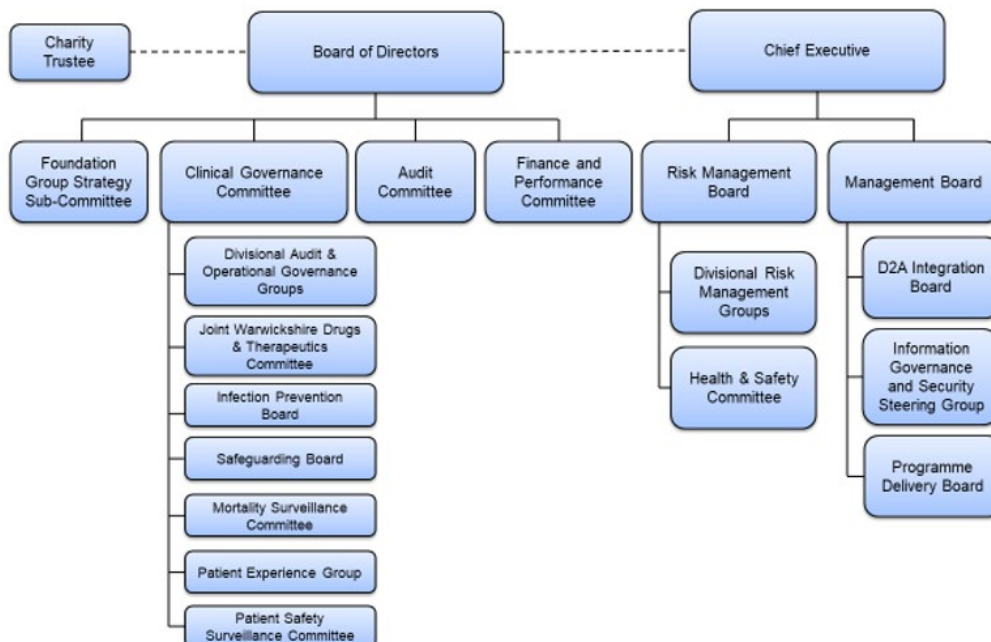 Charity
Trustee
Board of Directors
Chief Executive
Foundation
Group Strategy
Sub-Committee
Clinical Governance
Committee
Audit
Committee
Finance and
Performance
Committee
Risk Management
Board
Management Board
Divisional Audit &
Operational Governance
Groups
Joint Warwickshire Drugs
& Therapeutics
Committee
Infection Prevention
Board
Safeguarding Board
Mortality Surveillance
Committee
Patient Experience Group
Patient Safety
Surveillance Committee
Divisional Risk
Management
Groups
Health & Safety
Committee
D2A Integration
Board
Information
Governance
and Security
Steering Group
Programme
Delivery Board